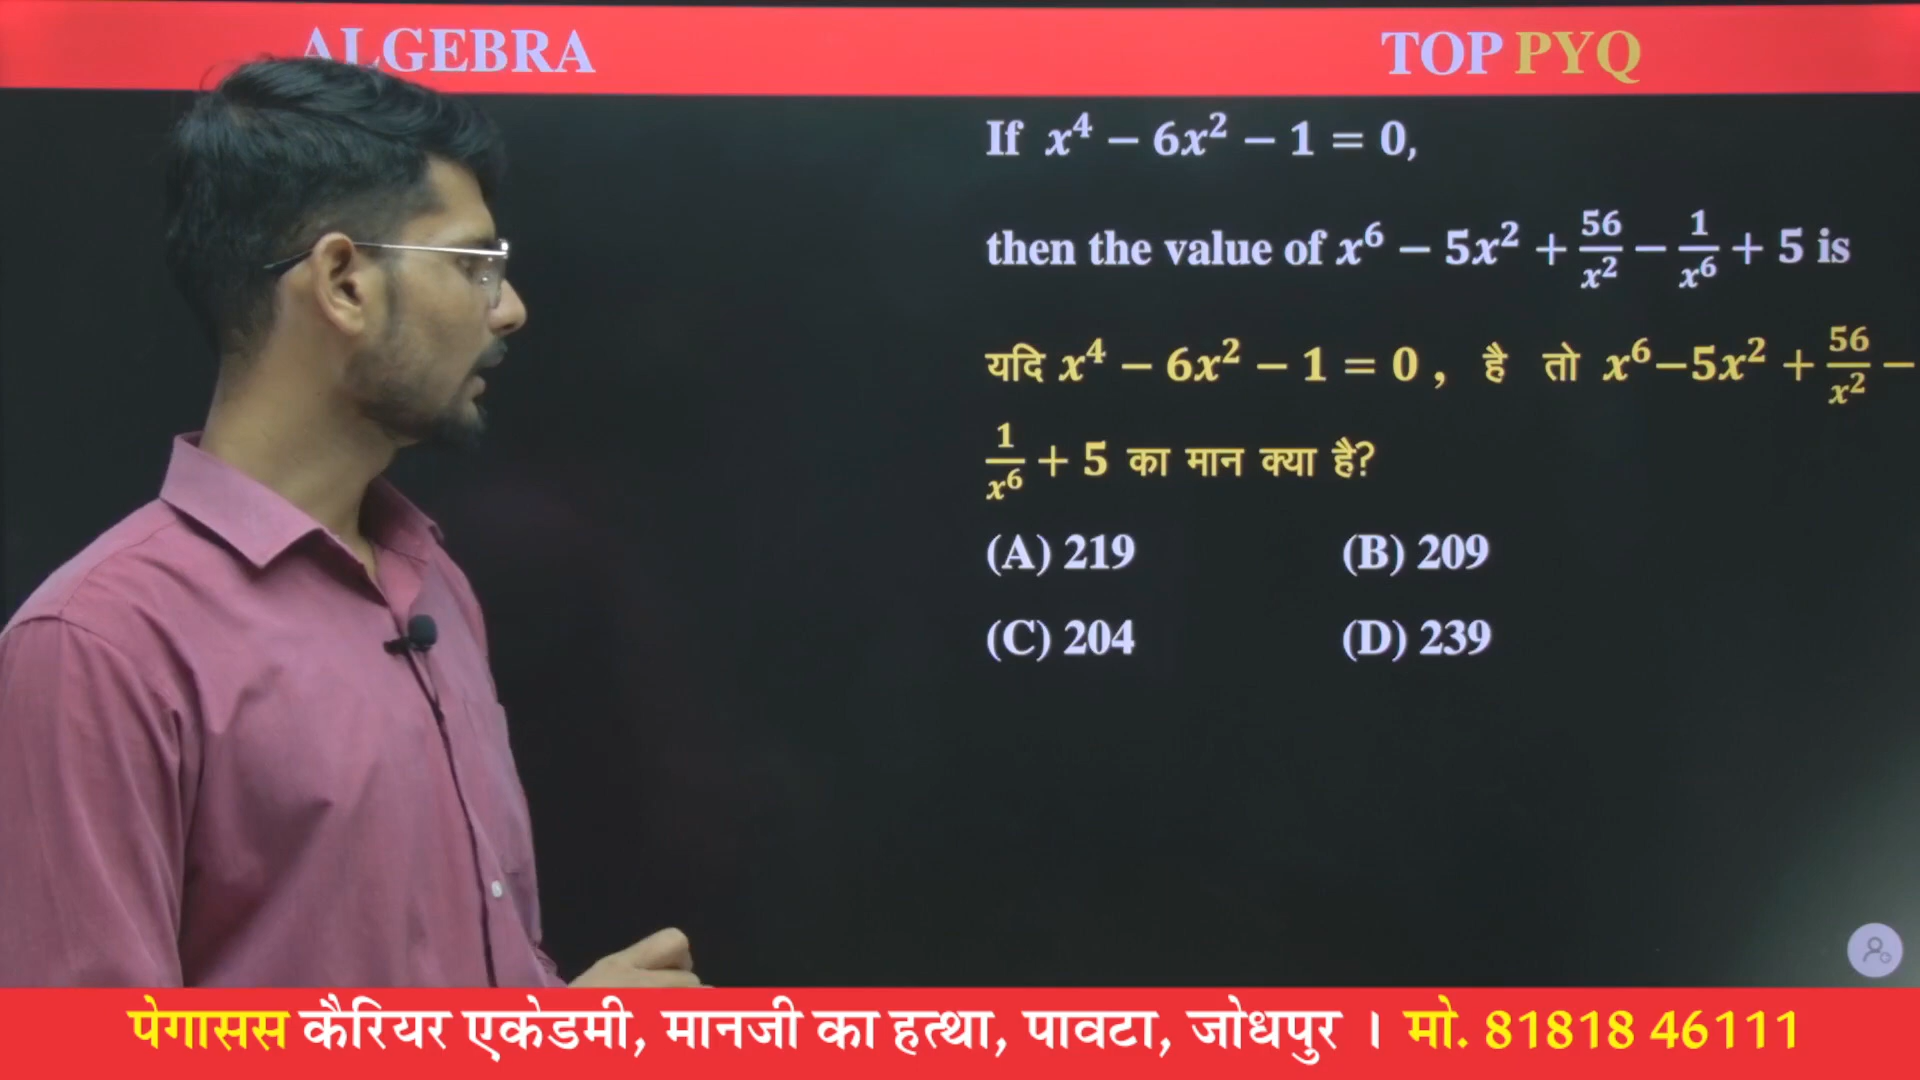 ALGEBRA
TOP PYQ
If x⁴ − 6x² − 1 = 0,
then the value of x⁶ − 5x² + 56/x² − 1/x⁶ + 5 is
यदि x⁴ − 6x² − 1 = 0 , है तो x⁶−5x² + 56/x² −
1/x⁶ + 5 का मान क्या है?
(A) 219 (B) 209
(C) 204 (D) 239
पेगासस कैरियर एकेडमी, मानजी का हत्था, पावटा, जोधपुर । मो. 81818 46111